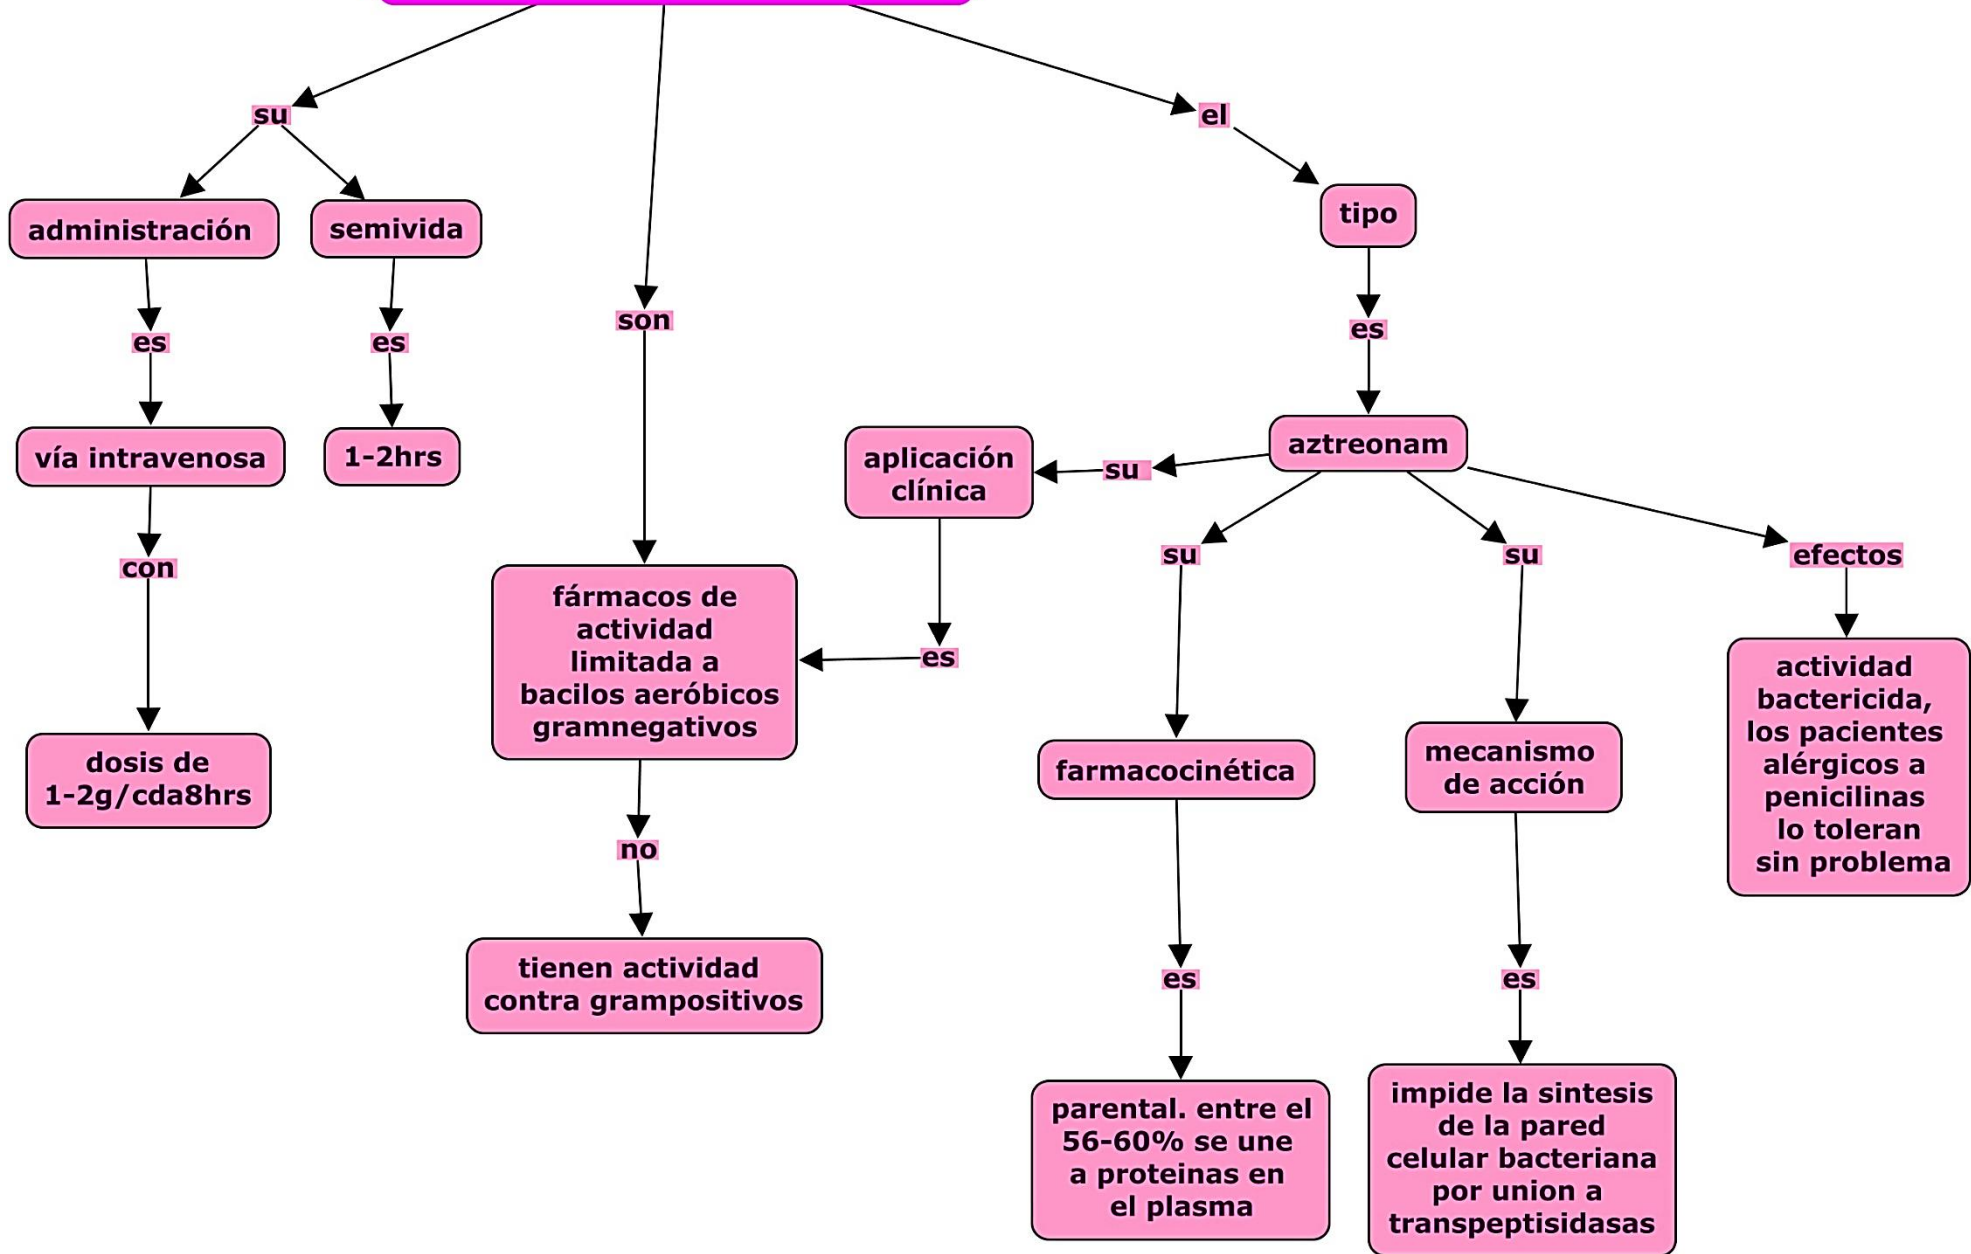 su
administración
es
vía intravenosa
con
dosis de
1-2g/cda8hrs
semivida
es
1-2hrs
son
fármacos de
actividad
limitada a
bacilos aeróbicos
gramnegativos
no
tienen actividad
contra grampositivos
el
tipo
es
aztreonam
su
aplicación
clínica
es
su
farmacocinética
es
parental. entre el
56-60% se une
a proteinas en
el plasma
su
mecanismo
de acción
es
impide la sintesis
de la pared
celular bacteriana
por union a
transpeptisidasas
efectos
actividad
bactericida,
los pacientes
alérgicos a
penicilinas
lo toleran
sin problema